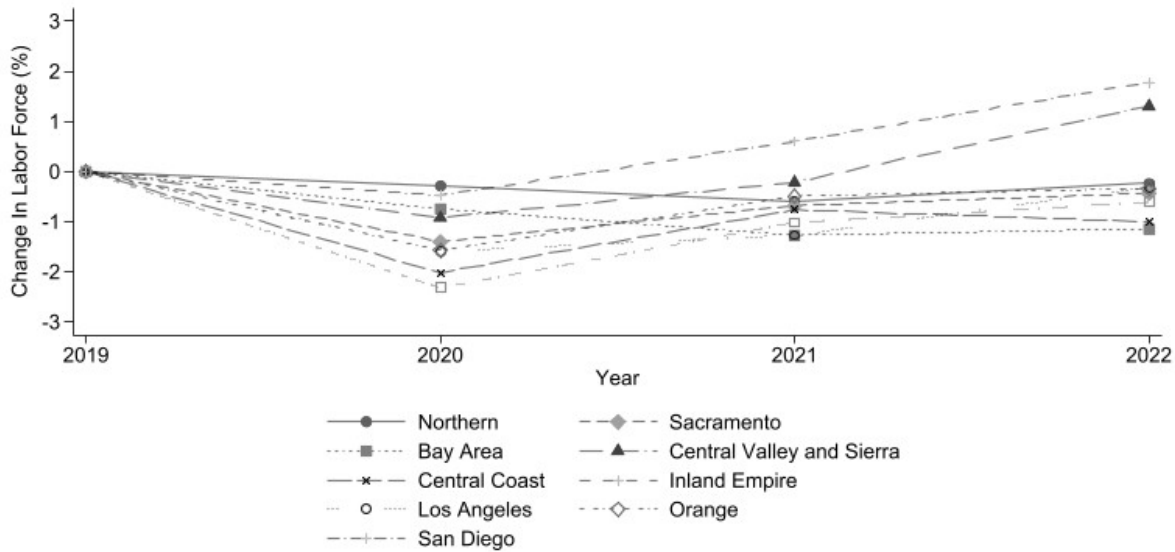 3
2
1
0
-1
-2
-3
Change In Labor Force (%)
2019 2020 2021 2022
Year
Northern Sacramento
Bay Area Central Valley and Sierra
Central Coast Inland Empire
Los Angeles Orange
San Diego